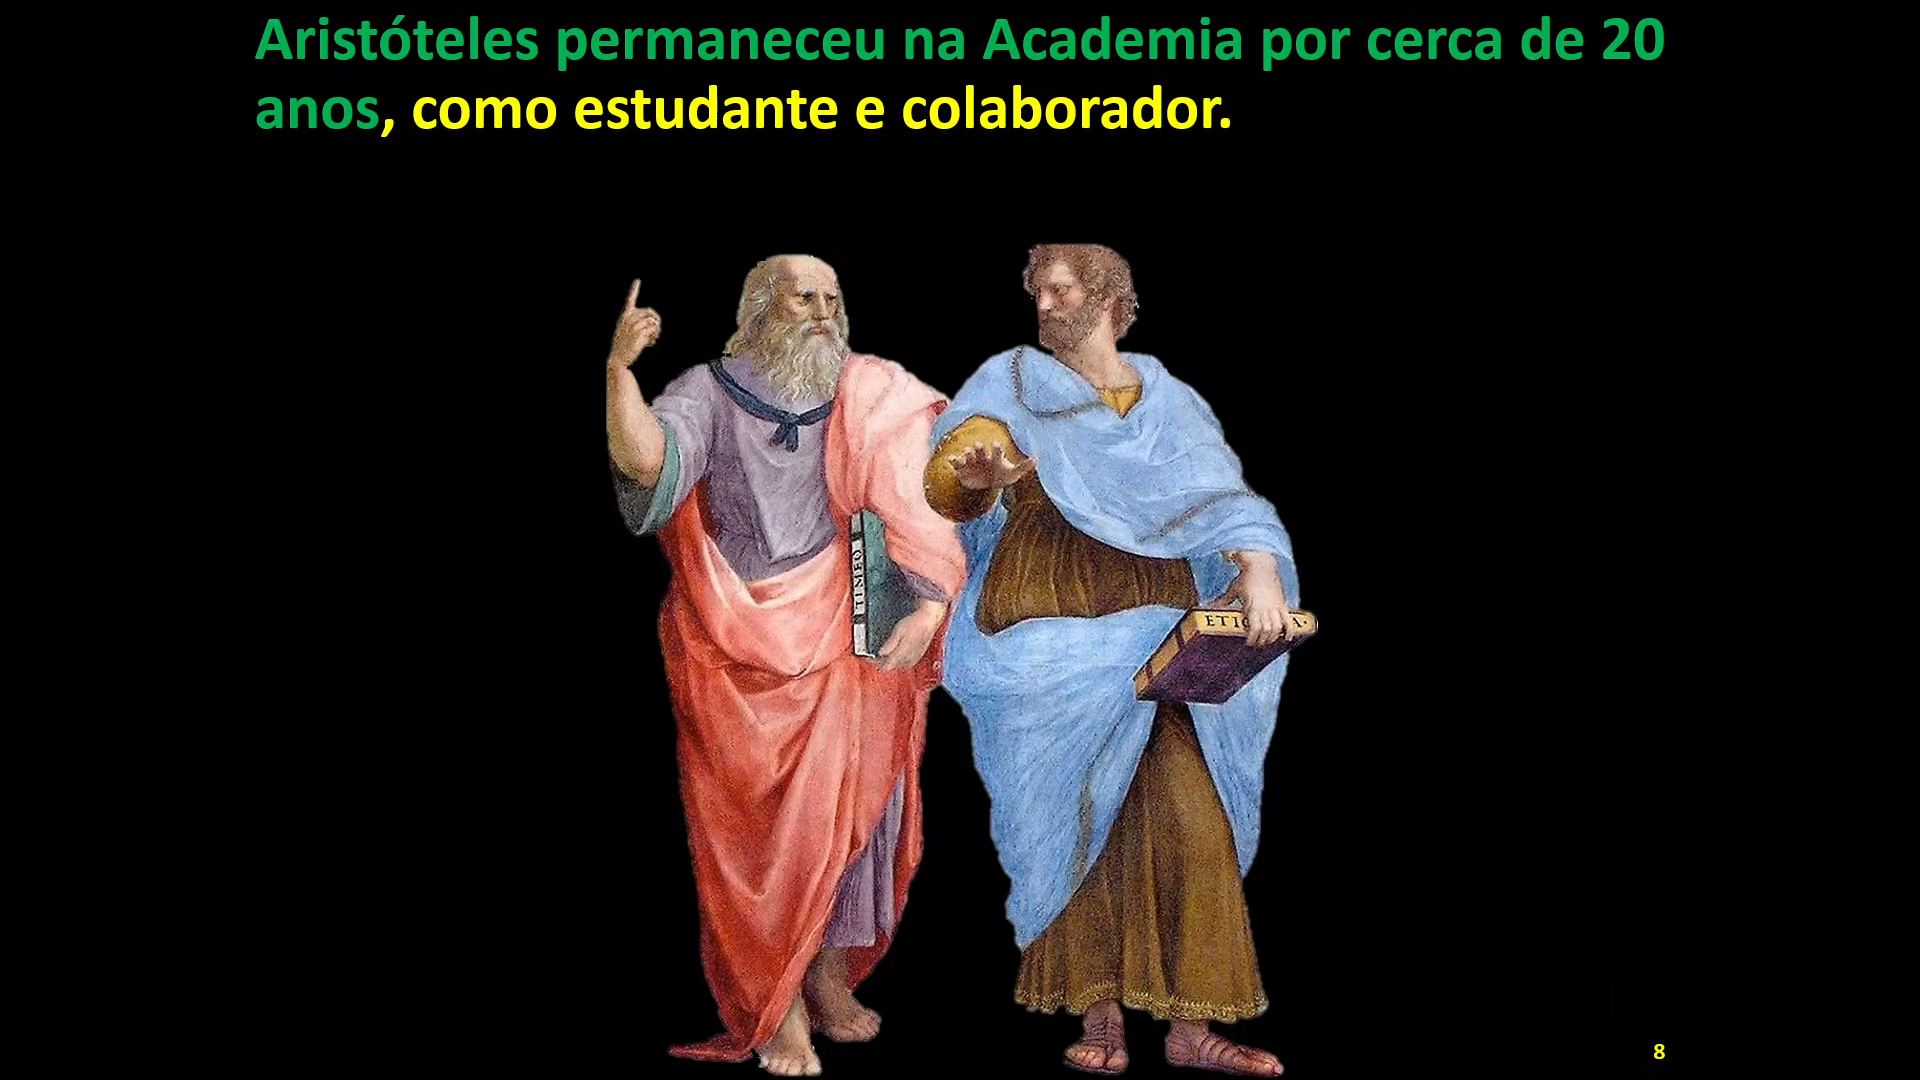 Aristóteles permaneceu na Academia por cerca de 20
anos, como estudante e colaborador.
TIMEO
8